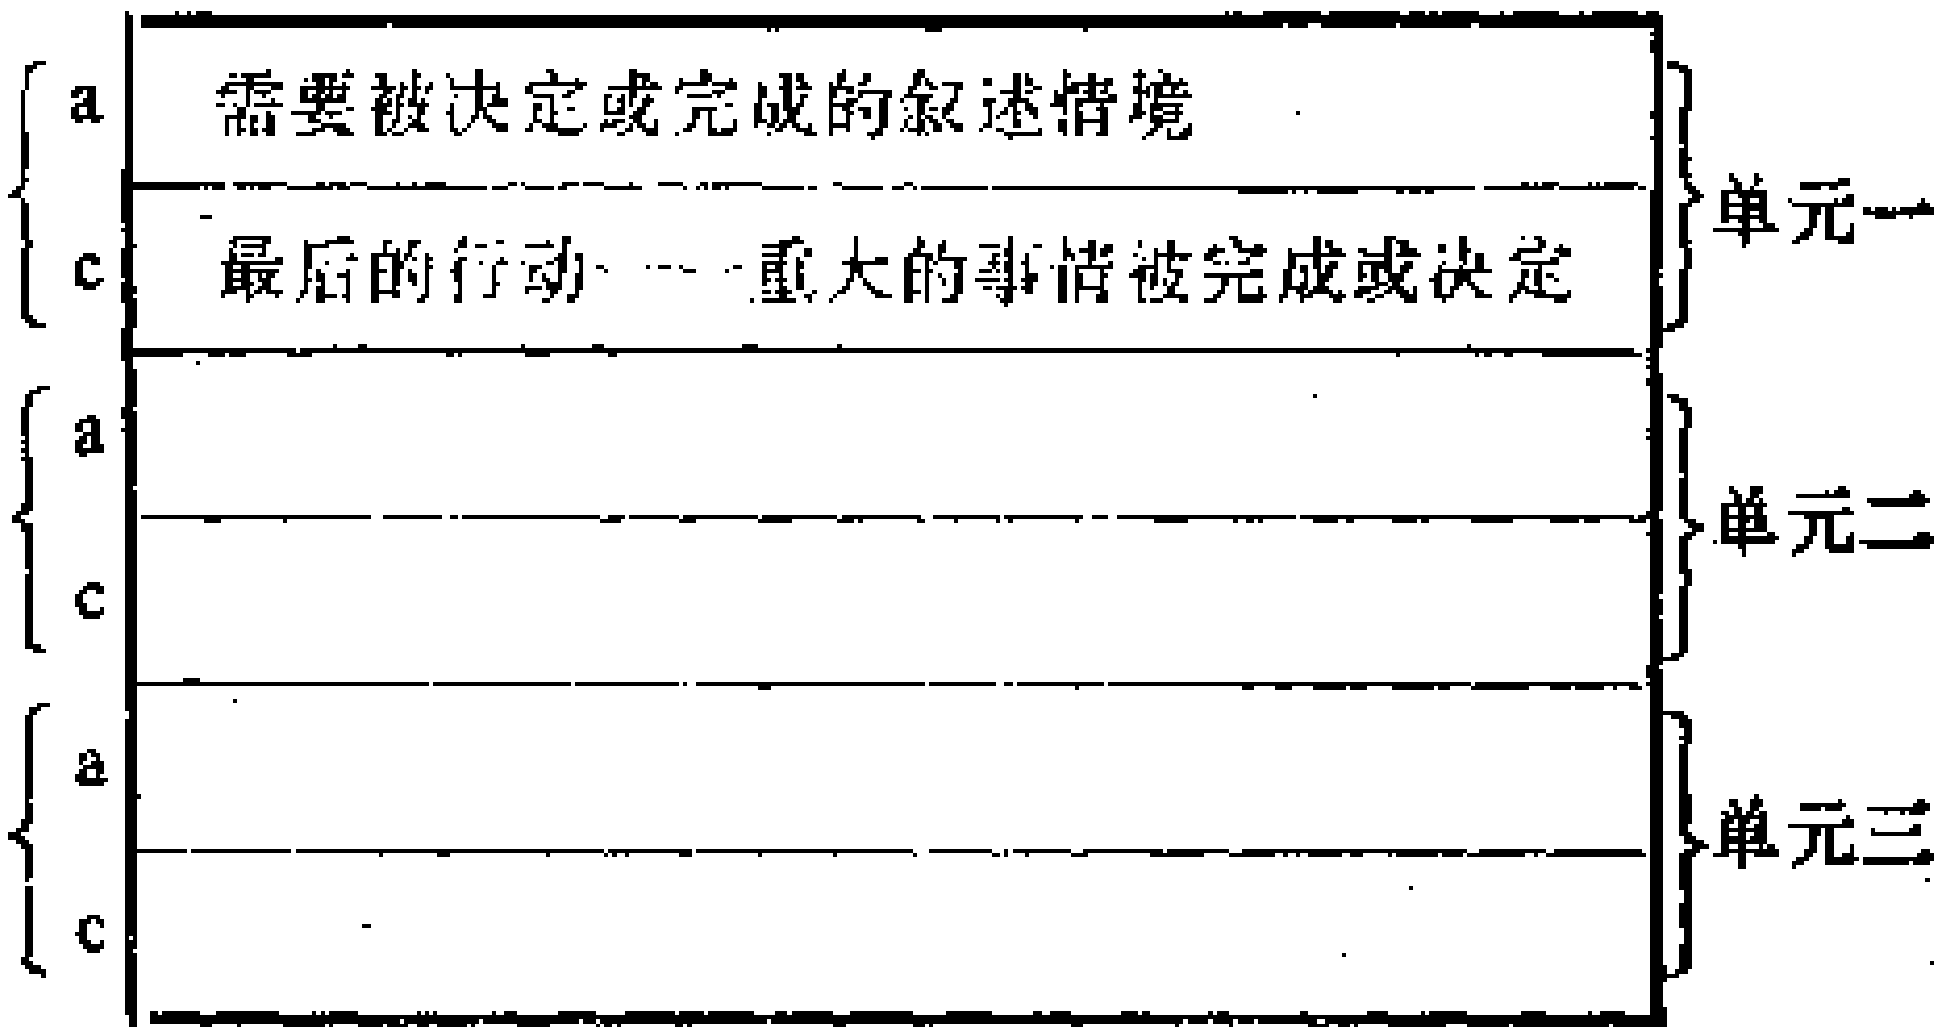 a 需要被决定或完成的叙述情境
单元一
c 最后的行动——重大的事情被完成或决定
a
单元二
c
a
单元三
c